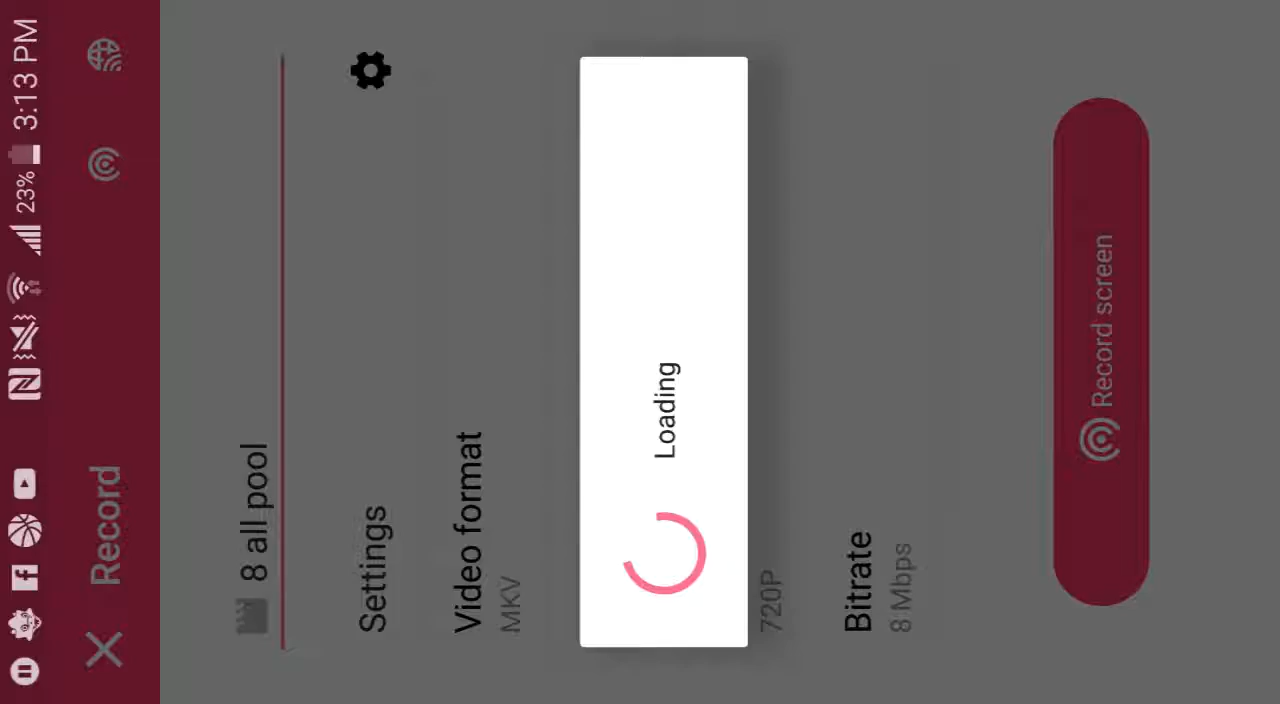 23% 3:13 PM
Record
8 all pool
Settings
Video format
MKV
Loading
720P
Bitrate
8 Mbps
Record screen